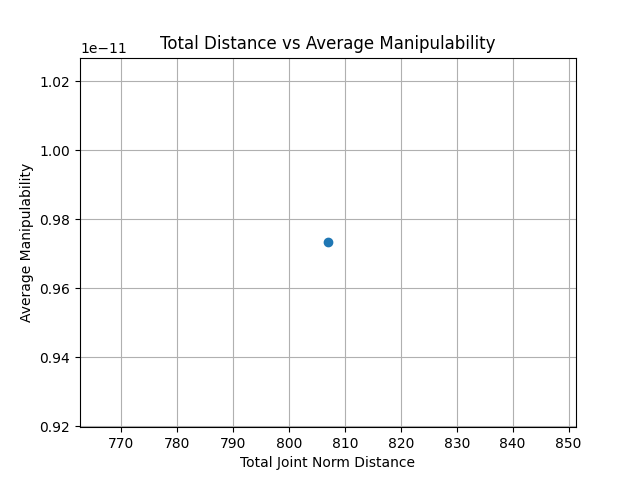 Total Distance vs Average Manipulability
1e−11
1.02
1.00
0.98
0.96
0.94
0.92
Average Manipulability
770 780 790 800 810 820 830 840 850
Total Joint Norm Distance